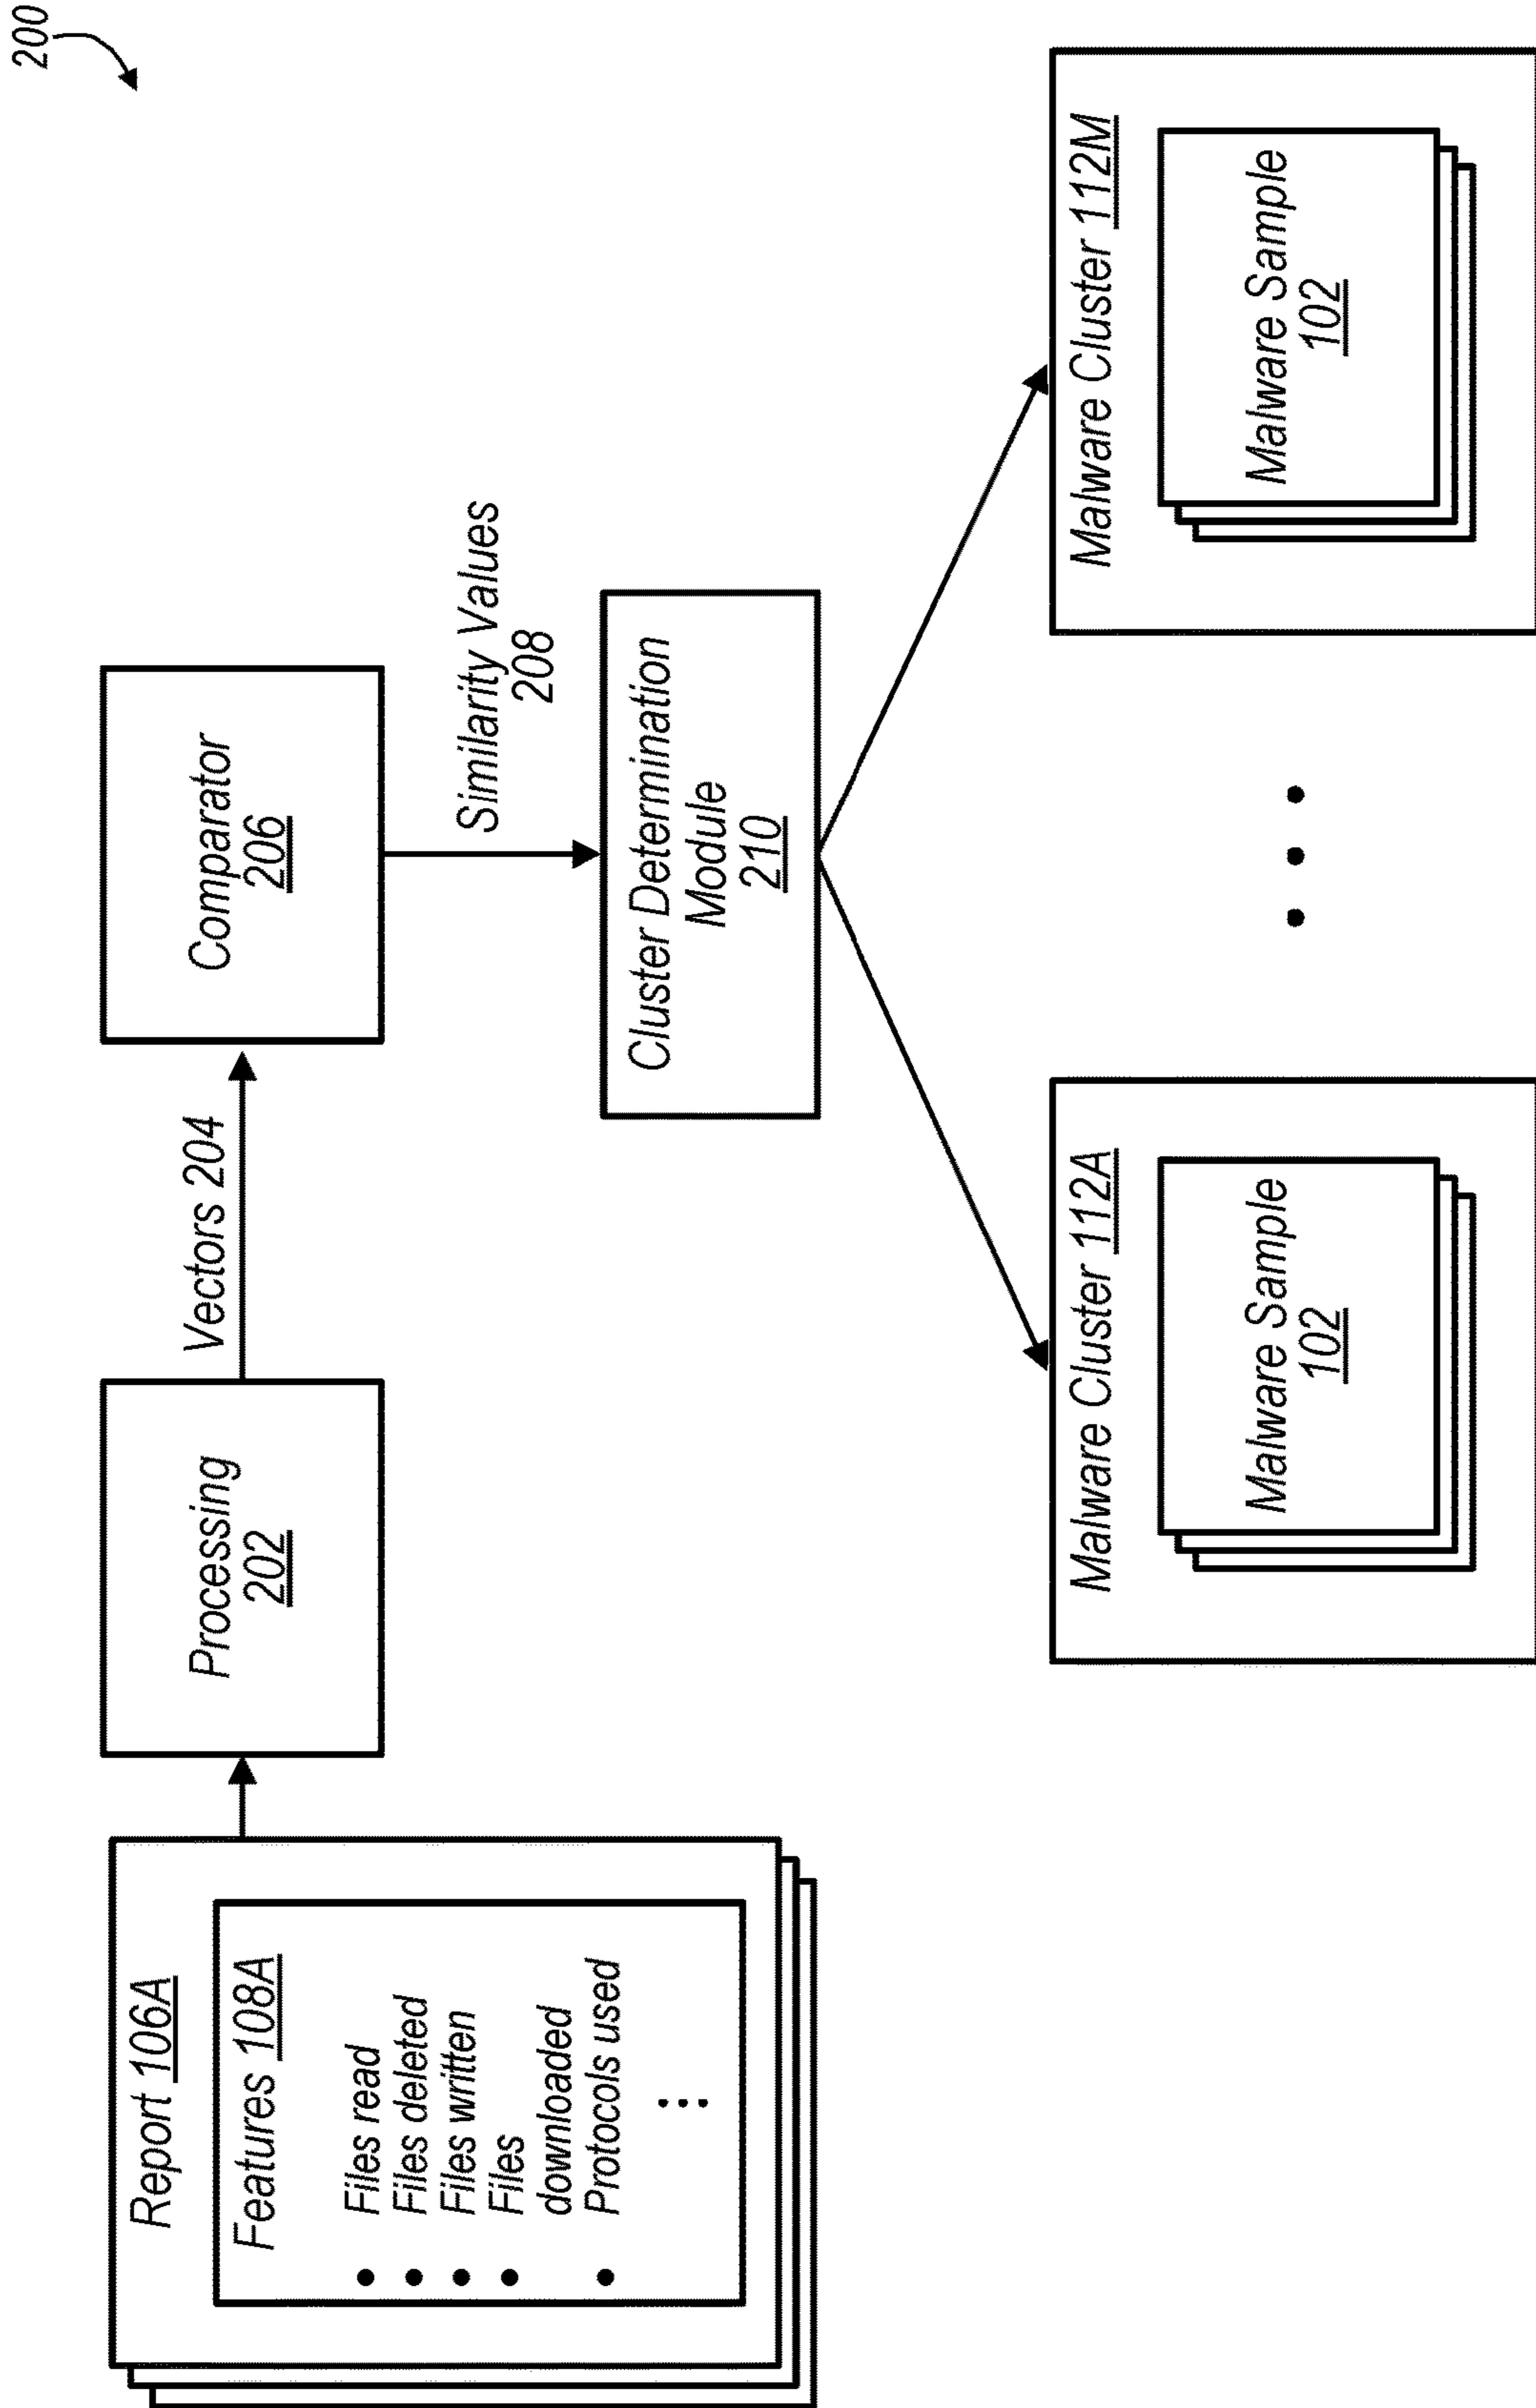 200
Report 106A
Features 108A
• Files read
• Files deleted
• Files written
• Files
downloaded
• Protocols used
Processing
202
Vectors 204
Comparator
206
Similarity Values
208
Cluster Determination
Module
210
Malware Cluster 112A
Malware Sample
102
Malware Cluster 112M
Malware Sample
102